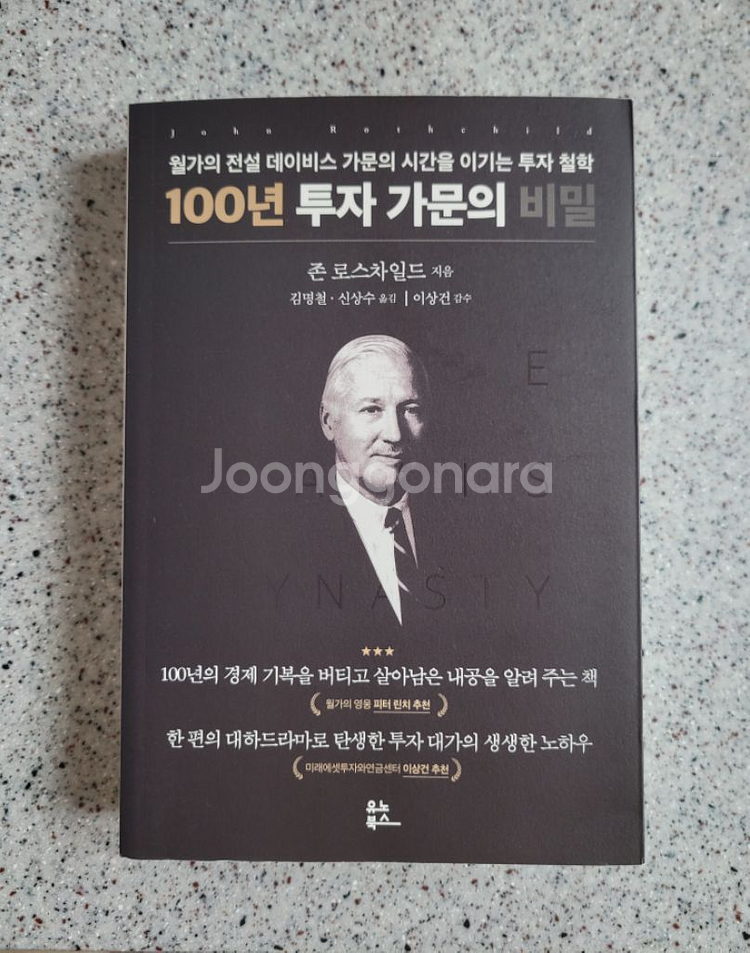 John Rothchild
월가의 전설 데이비스 가문의 시간을 이기는 투자 철학
100년 투자 가문의 비밀
존 로스차일드 지음
김명철 · 신상수 옮김 | 이상건 감수
E
A I S
Joonggonara
YNASTY
★★★
100년의 경제 기복을 버티고 살아남은 내공을 알려 주는 책
월가의 영웅 피터 린치 추천
한 편의 대하드라마로 탄생한 투자 대가의 생생한 노하우
미래에셋투자와연금센터 이상건 추천
유노
북스